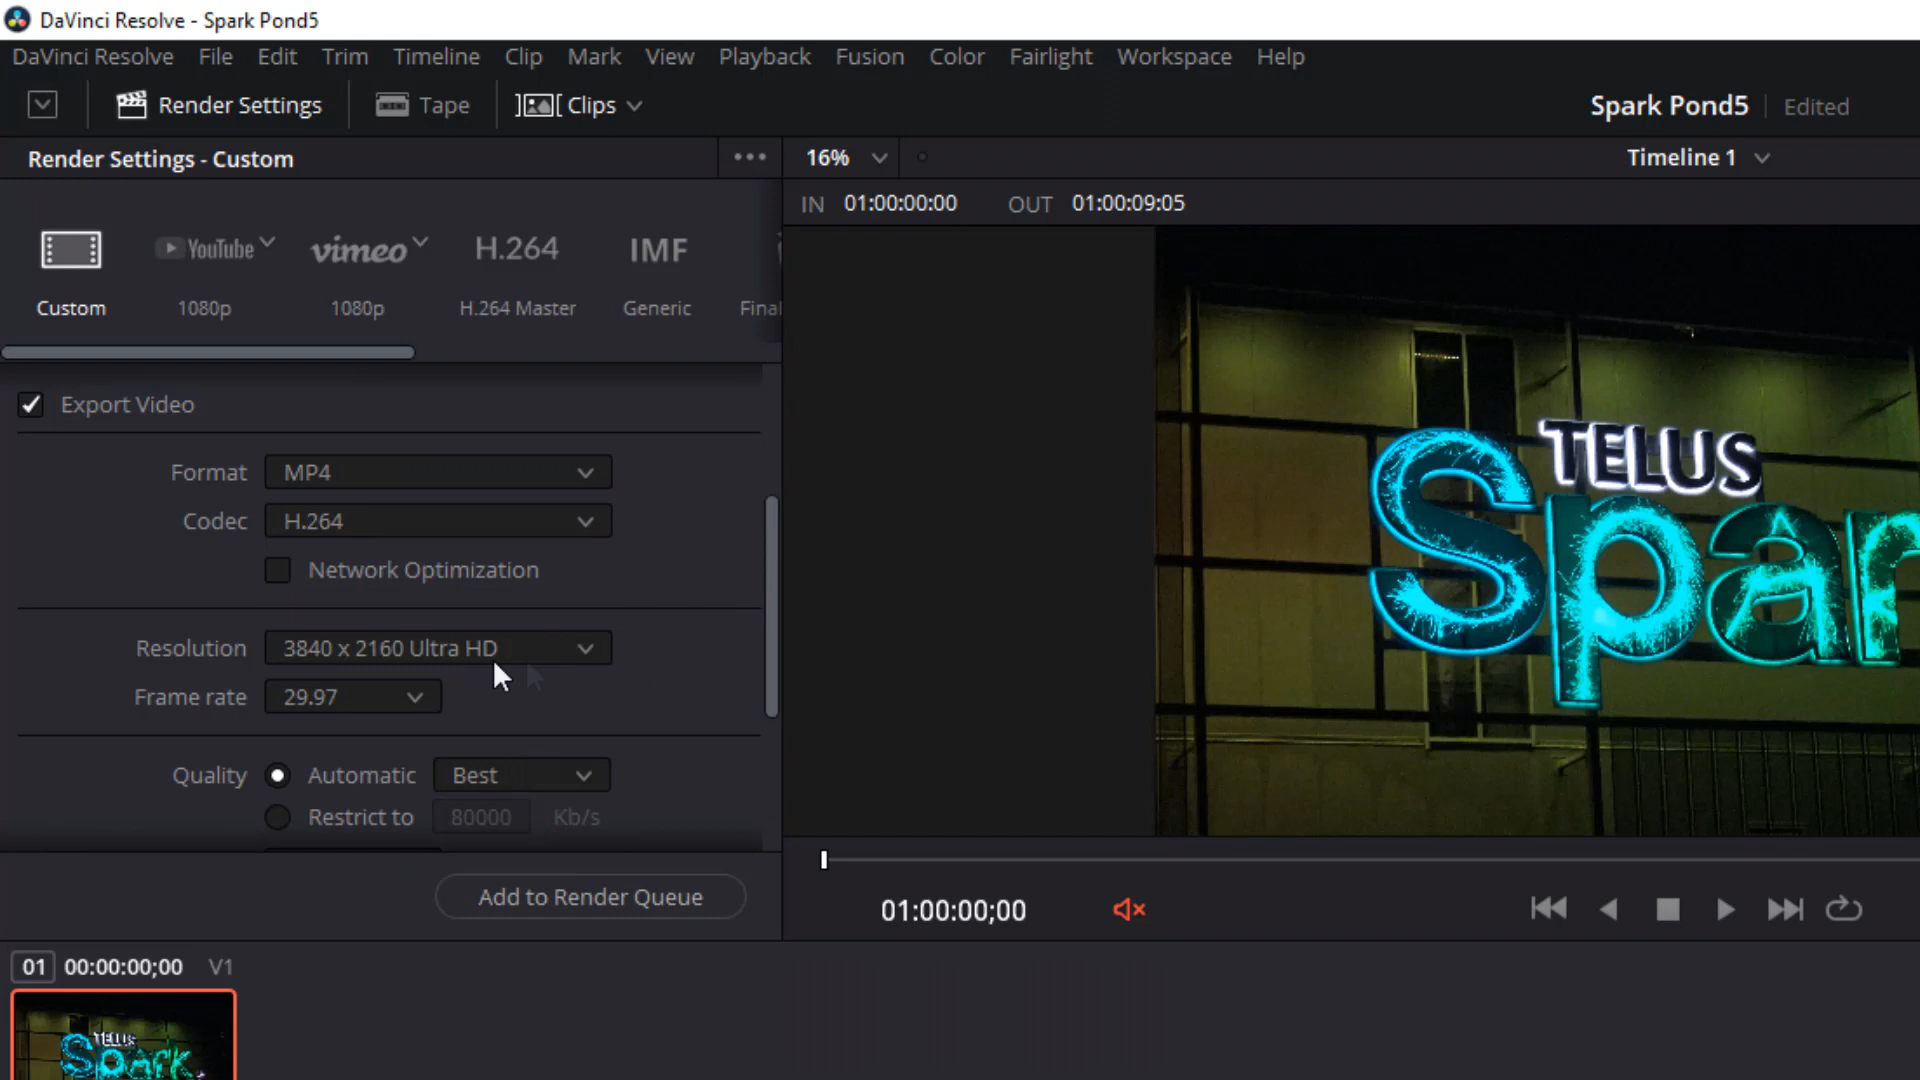 DaVinci Resolve - Spark Pond5
DaVinci Resolve File Edit Trim Timeline Clip Mark View Playback Fusion Color Fairlight Workspace Help
Render Settings Tape Clips Spark Pond5 Edited
Render Settings - Custom 16% Timeline 1
IN 01:00:00:00 OUT 01:00:09:05
YouTube vimeo H.264 IMF
Custom 1080p 1080p H.264 Master Generic Final
Export Video
Format MP4
Codec H.264
Network Optimization
Resolution 3840 x 2160 Ultra HD
Frame rate 29.97
Quality Automatic Best
Restrict to 80000 Kb/s
TELUS
Spar
Add to Render Queue
01:00:00;00
01 00:00:00;00 V1
TELUS
Spark